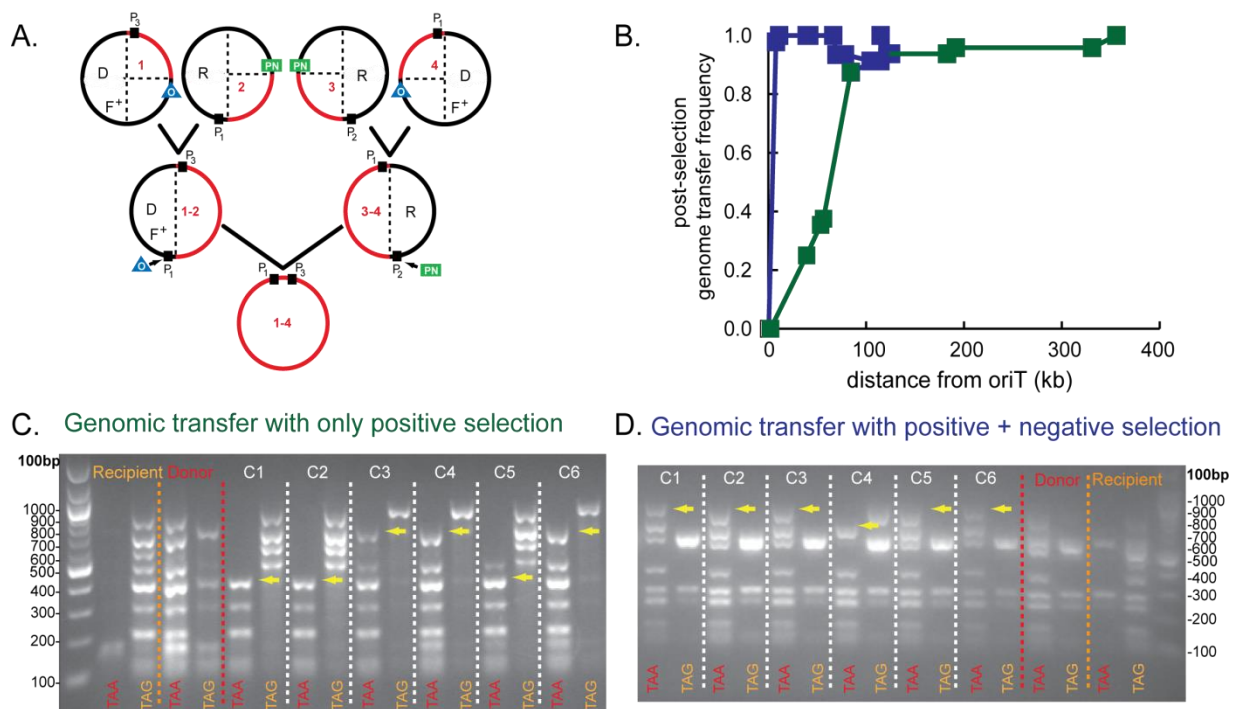 A.
P3 P1
D 1 R PN 2 PN R 3 4 D
F+ O O F+
P1 P2
P3 P1
D 1-2 3-4 R
F+
O P1 P2 PN
P1 P3
1-4
B.
post-selection
genome transfer frequency
1.0
0.8
0.6
0.4
0.2
0.0
0 100 200 300 400
distance from oriT (kb)
C. Genomic transfer with only positive selection
100bp Recipient Donor C1 C2 C3 C4 C5 C6
1000
900
800
700
600
500
400
300
200
100
TAA TAG TAA TAG TAA TAG TAA TAG TAA TAG TAA TAG TAA TAG TAA TAG
D. Genomic transfer with positive + negative selection
C1 C2 C3 C4 C5 C6 Donor Recipient 100bp
-1000
-900
-800
-700
-600
-500
-400
-300
-200
-100
TAA TAG TAA TAG TAA TAG TAA TAG TAA TAG TAA TAG TAA TAG TAA TAG